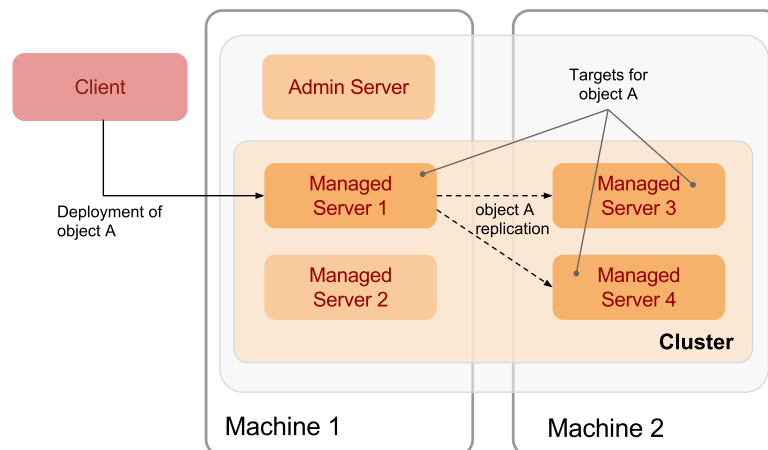 Client
Admin Server
Targets for
object A
Managed
Server 1
Managed
Server 3
Deployment of
object A
object A
replication
Managed
Server 2
Managed
Server 4
Cluster
Machine 1
Machine 2